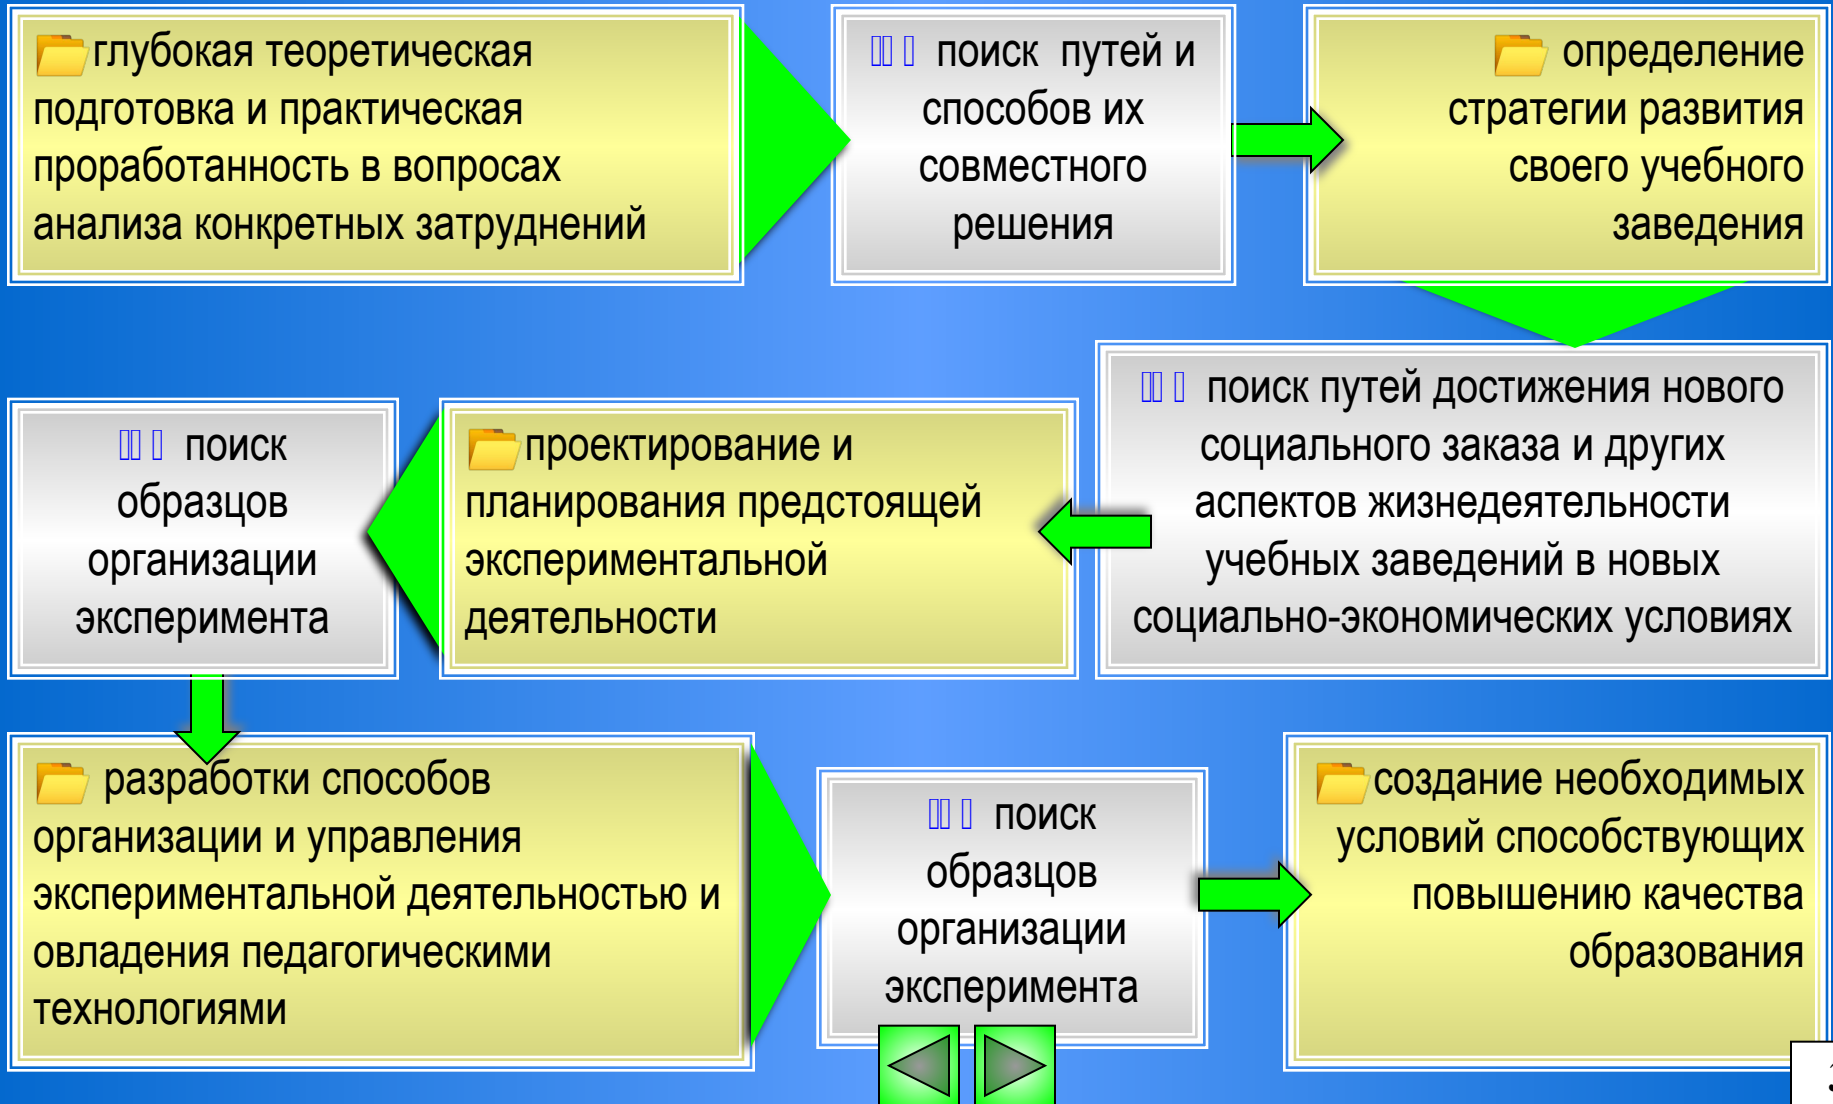 глубокая теоретическая
подготовка и практическая
проработанность в вопросах
анализа конкретных затруднений
поиск путей и
способов их
совместного
решения
определение
стратегии развития
своего учебного
заведения
поиск путей достижения нового
социального заказа и других
аспектов жизнедеятельности
учебных заведений в новых
социально-экономических условиях
проектирование и
планирования предстоящей
экспериментальной
деятельности
поиск
образцов
организации
эксперимента
разработки способов
организации и управления
экспериментальной деятельностью и
овладения педагогическими
технологиями
поиск
образцов
организации
эксперимента
создание необходимых
условий способствующих
повышению качества
образования